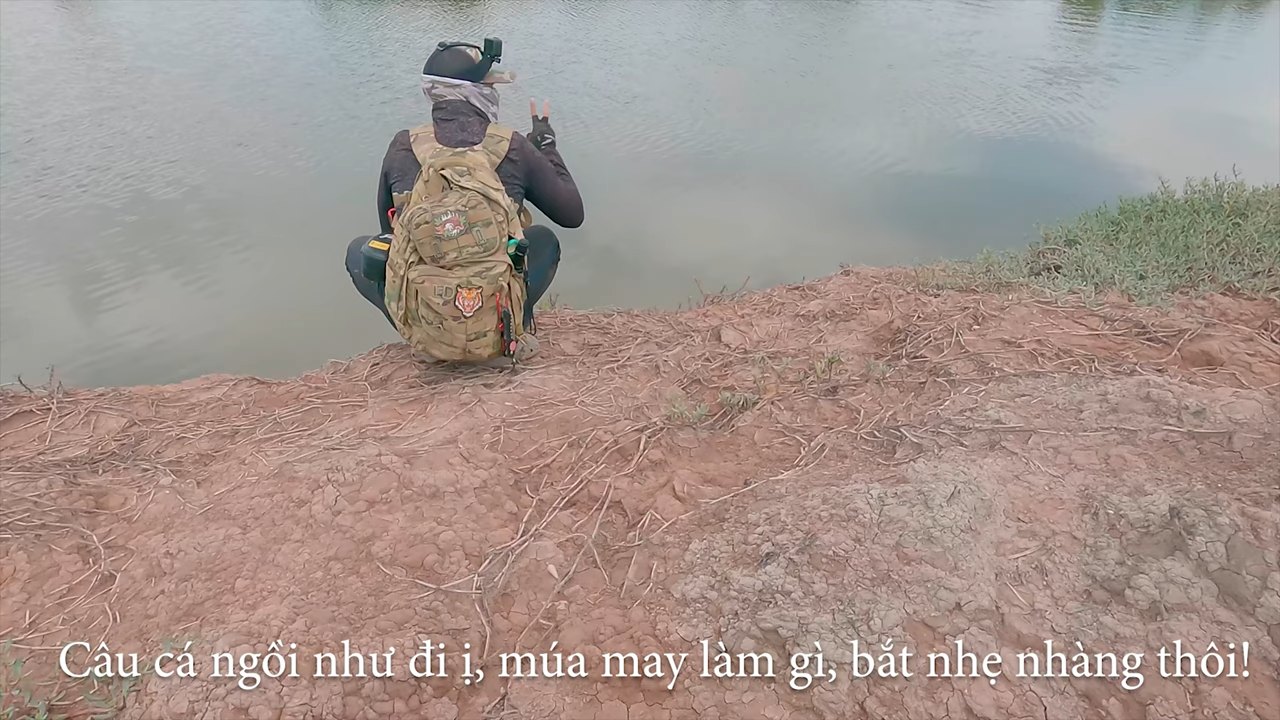 Câu cá ngồi như đi ị, múa may làm gì, bắt nhẹ nhàng thôi!